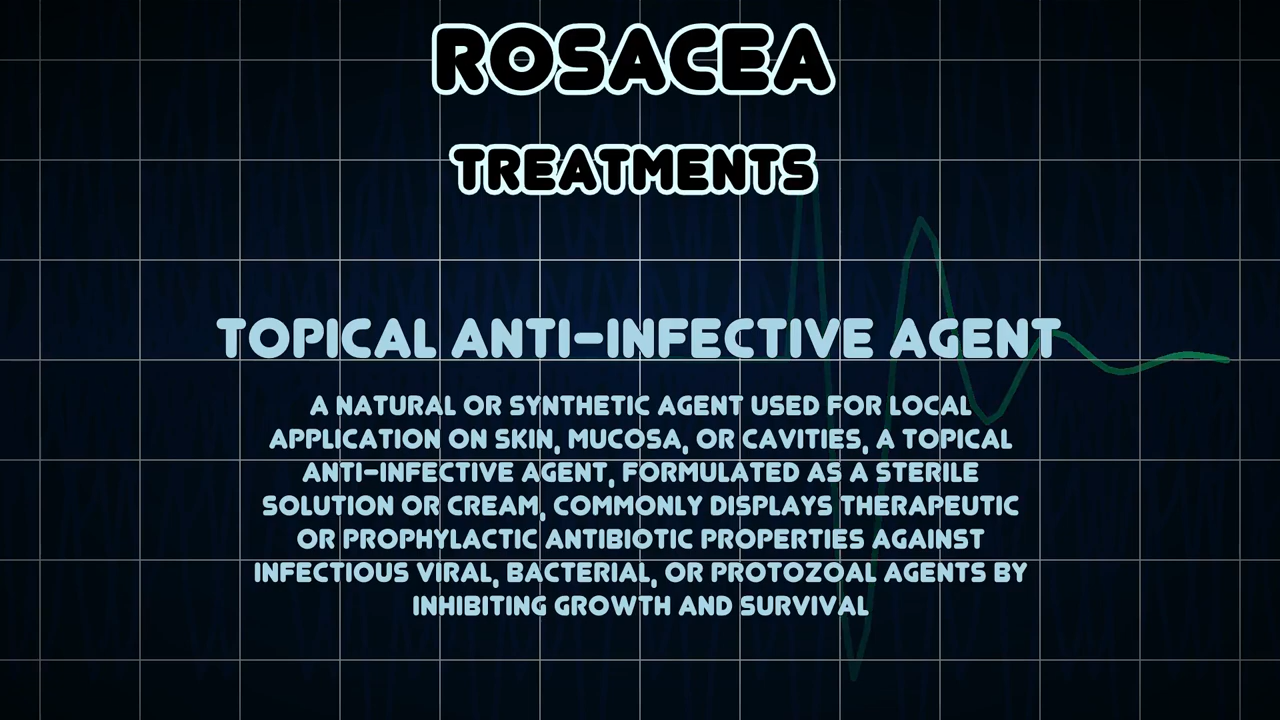 ROSACEA
TREATMENTS
TOPICAL ANTI-INFECTIVE AGENT
A NATURAL OR SYNTHETIC AGENT USED FOR LOCAL
APPLICATION ON SKIN, MUCOSA, OR CAVITIES, A TOPICAL
ANTI-INFECTIVE AGENT, FORMULATED AS A STERILE
SOLUTION OR CREAM, COMMONLY DISPLAYS THERAPEUTIC
OR PROPHYLACTIC ANTIBIOTIC PROPERTIES AGAINST
INFECTIOUS VIRAL, BACTERIAL, OR PROTOZOAL AGENTS BY
INHIBITING GROWTH AND SURVIVAL